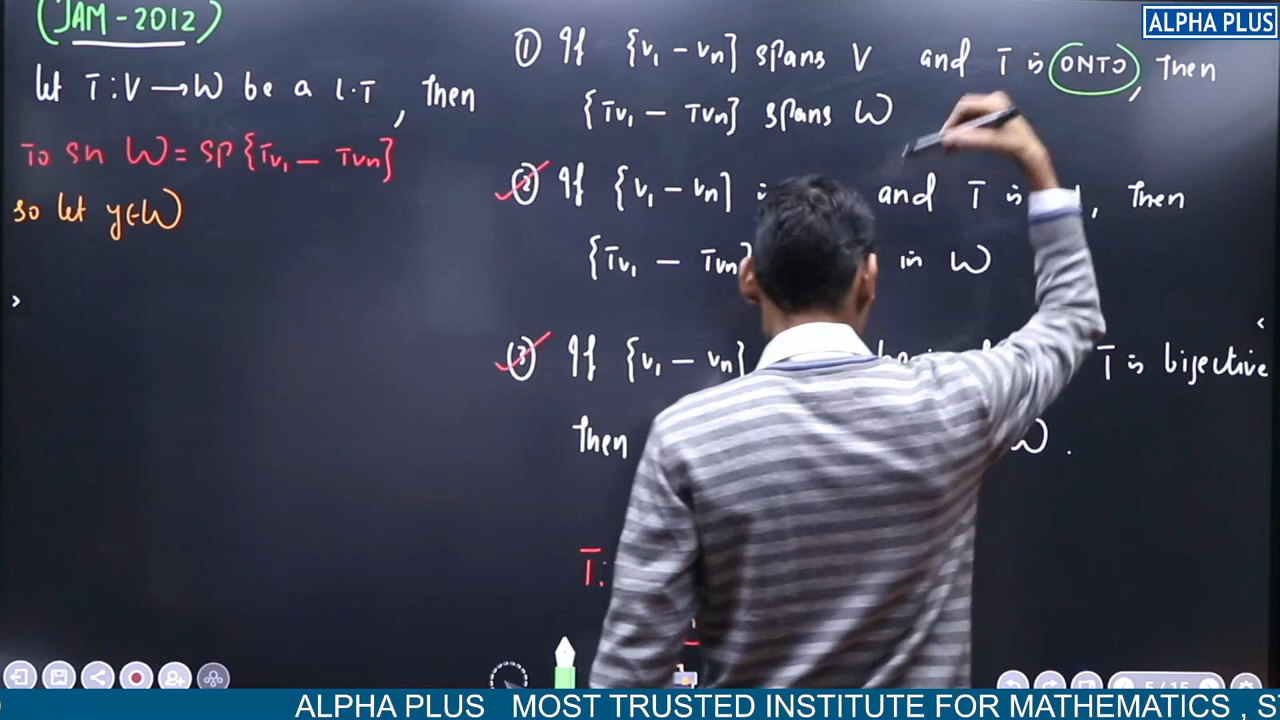 (JAM - 2012)
let T : V → W be a L.T , then
To Sh W = sp {Tv₁ — Tvn}
so let y ∈ W
ALPHA PLUS
① If {v₁ - vn} spans V and T is ONTO , then
{Tv₁ — Tvn} spans W
② If {v₁ - vn} and T is , then
{Tv₁ — Tvn} in W
③ If {v₁ - vn} T is bijective
then W .
T:
5/15
ALPHA PLUS MOST TRUSTED INSTITUTE FOR MATHEMATICS , S